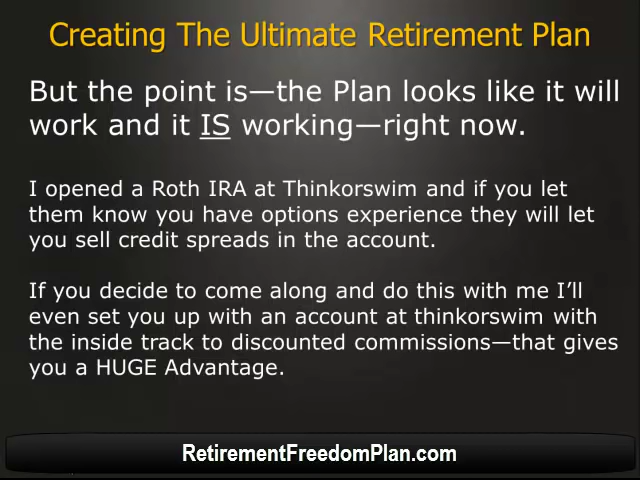 Creating The Ultimate Retirement Plan
But the point is—the Plan looks like it will
work and it IS working—right now.
I opened a Roth IRA at Thinkorswim and if you let
them know you have options experience they will let
you sell credit spreads in the account.
If you decide to come along and do this with me I’ll
even set you up with an account at thinkorswim with
the inside track to discounted commissions—that gives
you a HUGE Advantage.
RetirementFreedomPlan.com